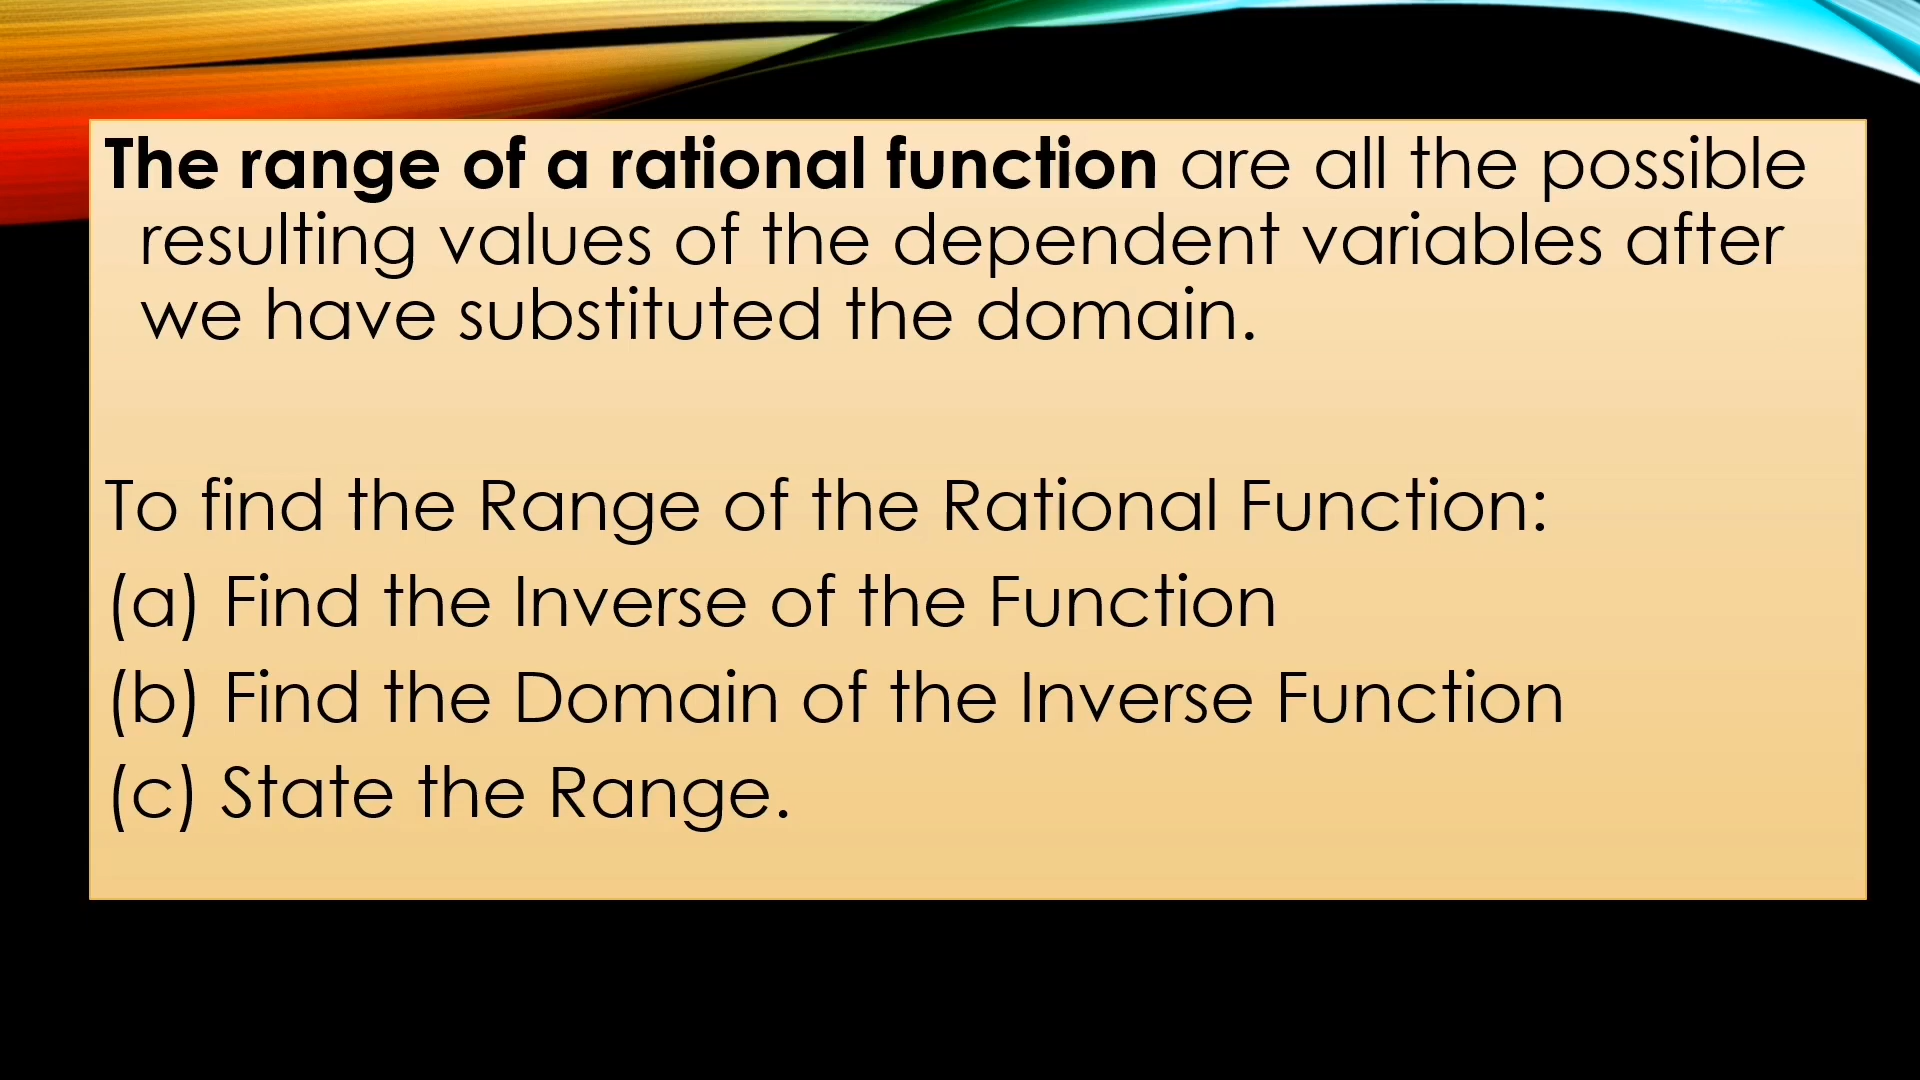 The range of a rational function are all the possible
resulting values of the dependent variables after
we have substituted the domain.
To find the Range of the Rational Function:
(a) Find the Inverse of the Function
(b) Find the Domain of the Inverse Function
(c) State the Range.